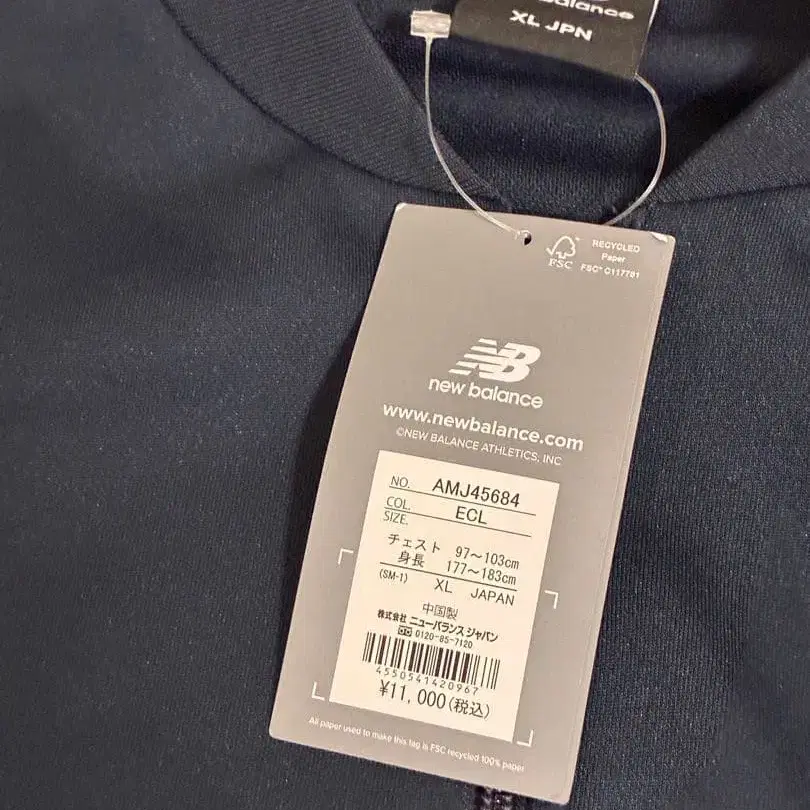 balance
XL JPN
RECYCLED
Paper
FSC® C117781
FSC
NB
new balance
www.newbalance.com
©NEW BALANCE ATHLETICS, INC
NO. AMJ45684
COL. ECL
SIZE.
チェスト 97～103cm
身長 177～183cm
(SM-1) XL JAPAN
中国製
株式会社 ニューバランス ジャパン
0120-85-7120
4550541420967
¥11,000(税込)
All paper used to make this tag is FSC recycled 100% paper